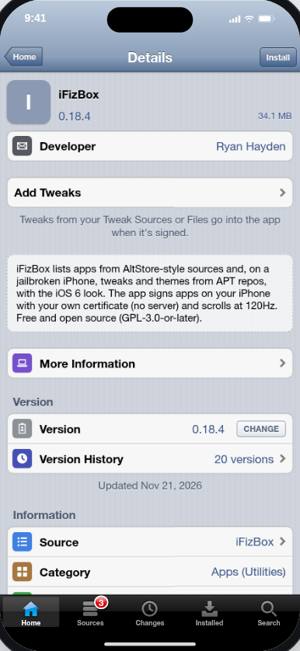 9:41
Home
Details
Install
I
iFizBox
0.18.4
34.1 MB
Developer
Ryan Hayden
Add Tweaks
Tweaks from your Tweak Sources or Files go into the app
when it's signed.
iFizBox lists apps from AltStore-style sources and, on a
jailbroken iPhone, tweaks and themes from APT repos,
with the iOS 6 look. The app signs apps on your iPhone
with your own certificate (no server) and scrolls at 120Hz.
Free and open source (GPL-3.0-or-later).
More Information
Version
Version
0.18.4
CHANGE
Version History
20 versions
Updated Nov 21, 2026
Information
Source
iFizBox
Category
Apps (Utilities)
3
Home
Sources
Changes
Installed
Search